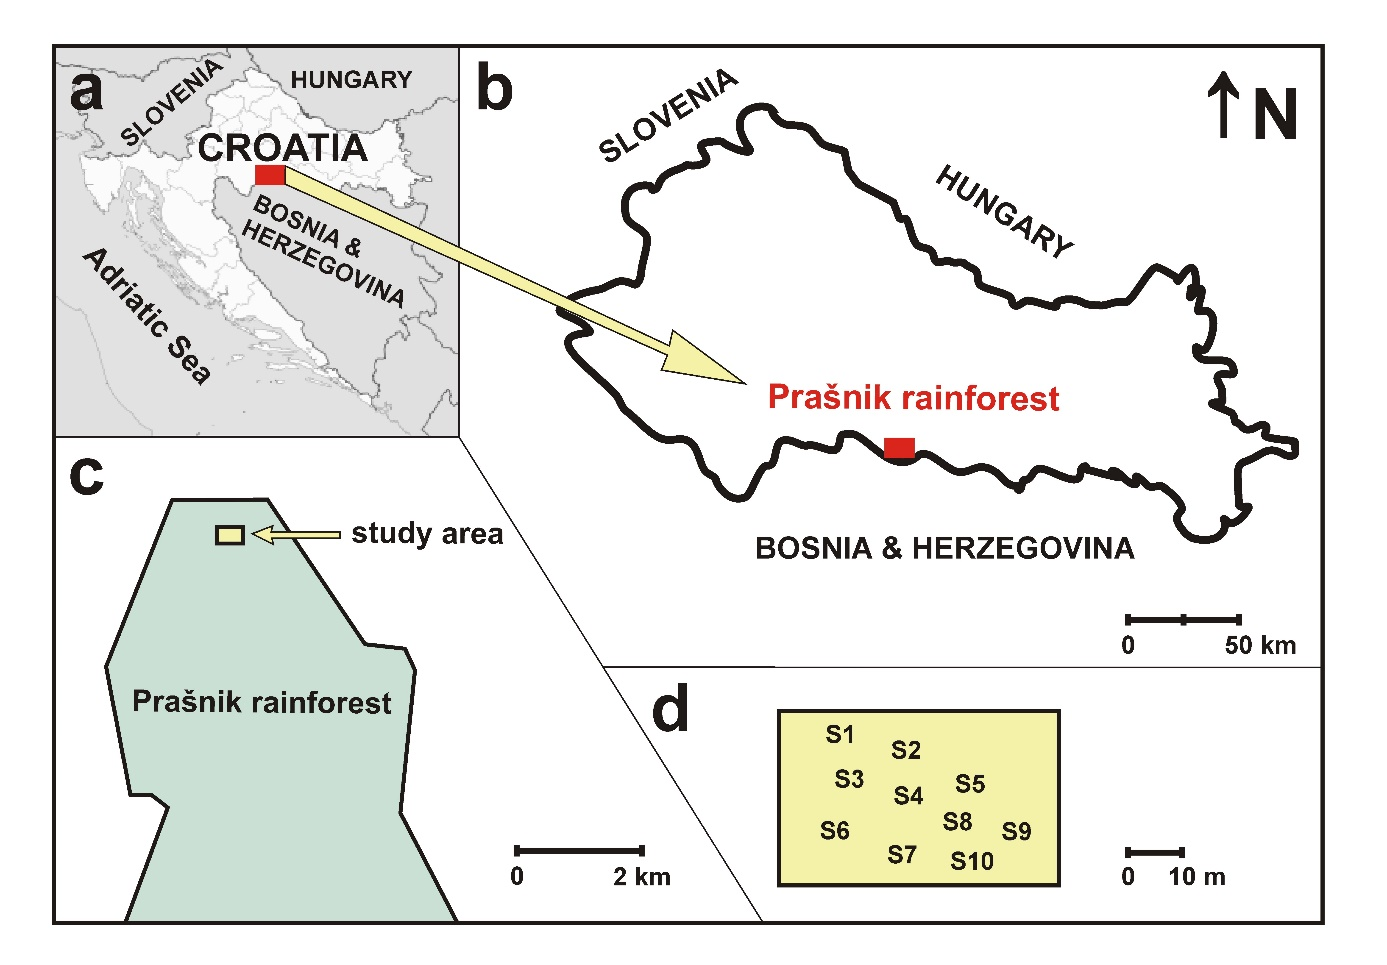 a
SLOVENIA
HUNGARY
CROATIA
BOSNIA &
HERZEGOVINA
Adriatic Sea
b
SLOVENIA
HUNGARY
N
Prašnik rainforest
BOSNIA & HERZEGOVINA
0 50 km
c
study area
Prašnik rainforest
0 2 km
d
S1
S2
S3
S4
S5
S6
S7
S8
S9
S10
0 10 m